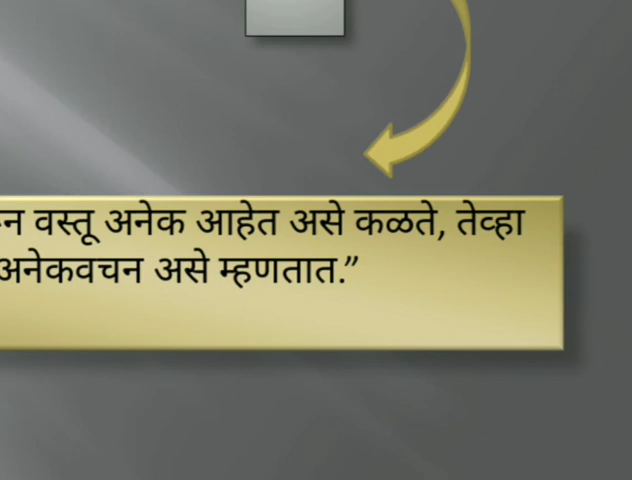 वस्तू अनेक आहेत असे कळते, तेव्हा
अनेकवचन असे म्हणतात.”